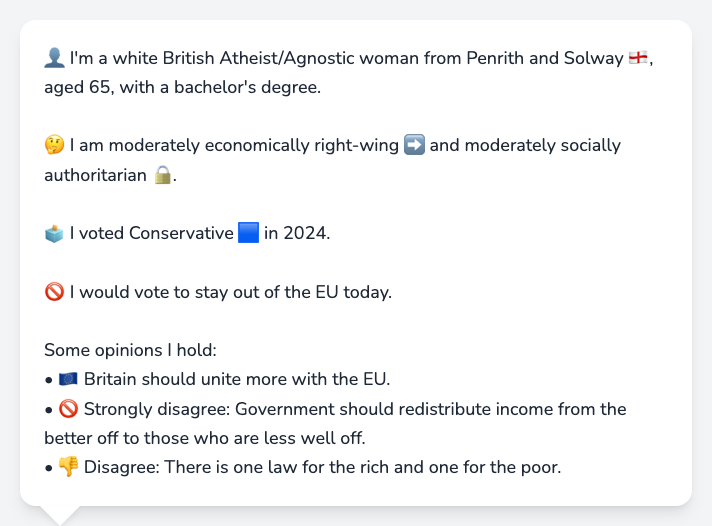 👤 I'm a white British Atheist/Agnostic woman from Penrith and Solway 🏴󠁧󠁢󠁥󠁮󠁧󠁿,
aged 65, with a bachelor's degree.
🤔 I am moderately economically right-wing ➡️ and moderately socially
authoritarian 🔒.
🗳️ I voted Conservative 🟦 in 2024.
🚫 I would vote to stay out of the EU today.
Some opinions I hold:
• 🇪🇺 Britain should unite more with the EU.
• 🚫 Strongly disagree: Government should redistribute income from the
better off to those who are less well off.
• 👎 Disagree: There is one law for the rich and one for the poor.